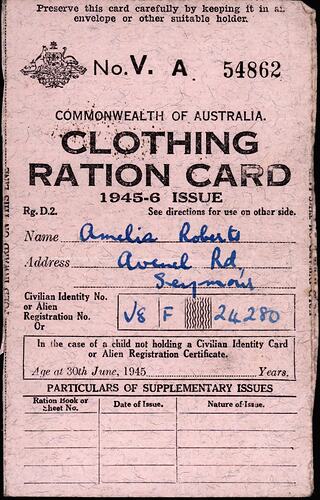 Preserve this card carefully by keeping it in an
envelope or other suitable holder.
No. V. A 54862
COMMONWEALTH OF AUSTRALIA.
CLOTHING
RATION CARD
1945-6 ISSUE
Rg. D.2. See directions for use on other side.
Name Amelia Roberts
Address Avenel Rd,
Seymour
Civilian Identity No.
or Alien
Registration No.
Or
V8 F 24280
In the case of a child not holding a Civilian Identity Card
or Alien Registration Certificate.
Age at 30th June, 1945 Years.
PARTICULARS OF SUPPLEMENTARY ISSUES
Ration Book or
Sheet No.
Date of Issue.
Nature of Issue.